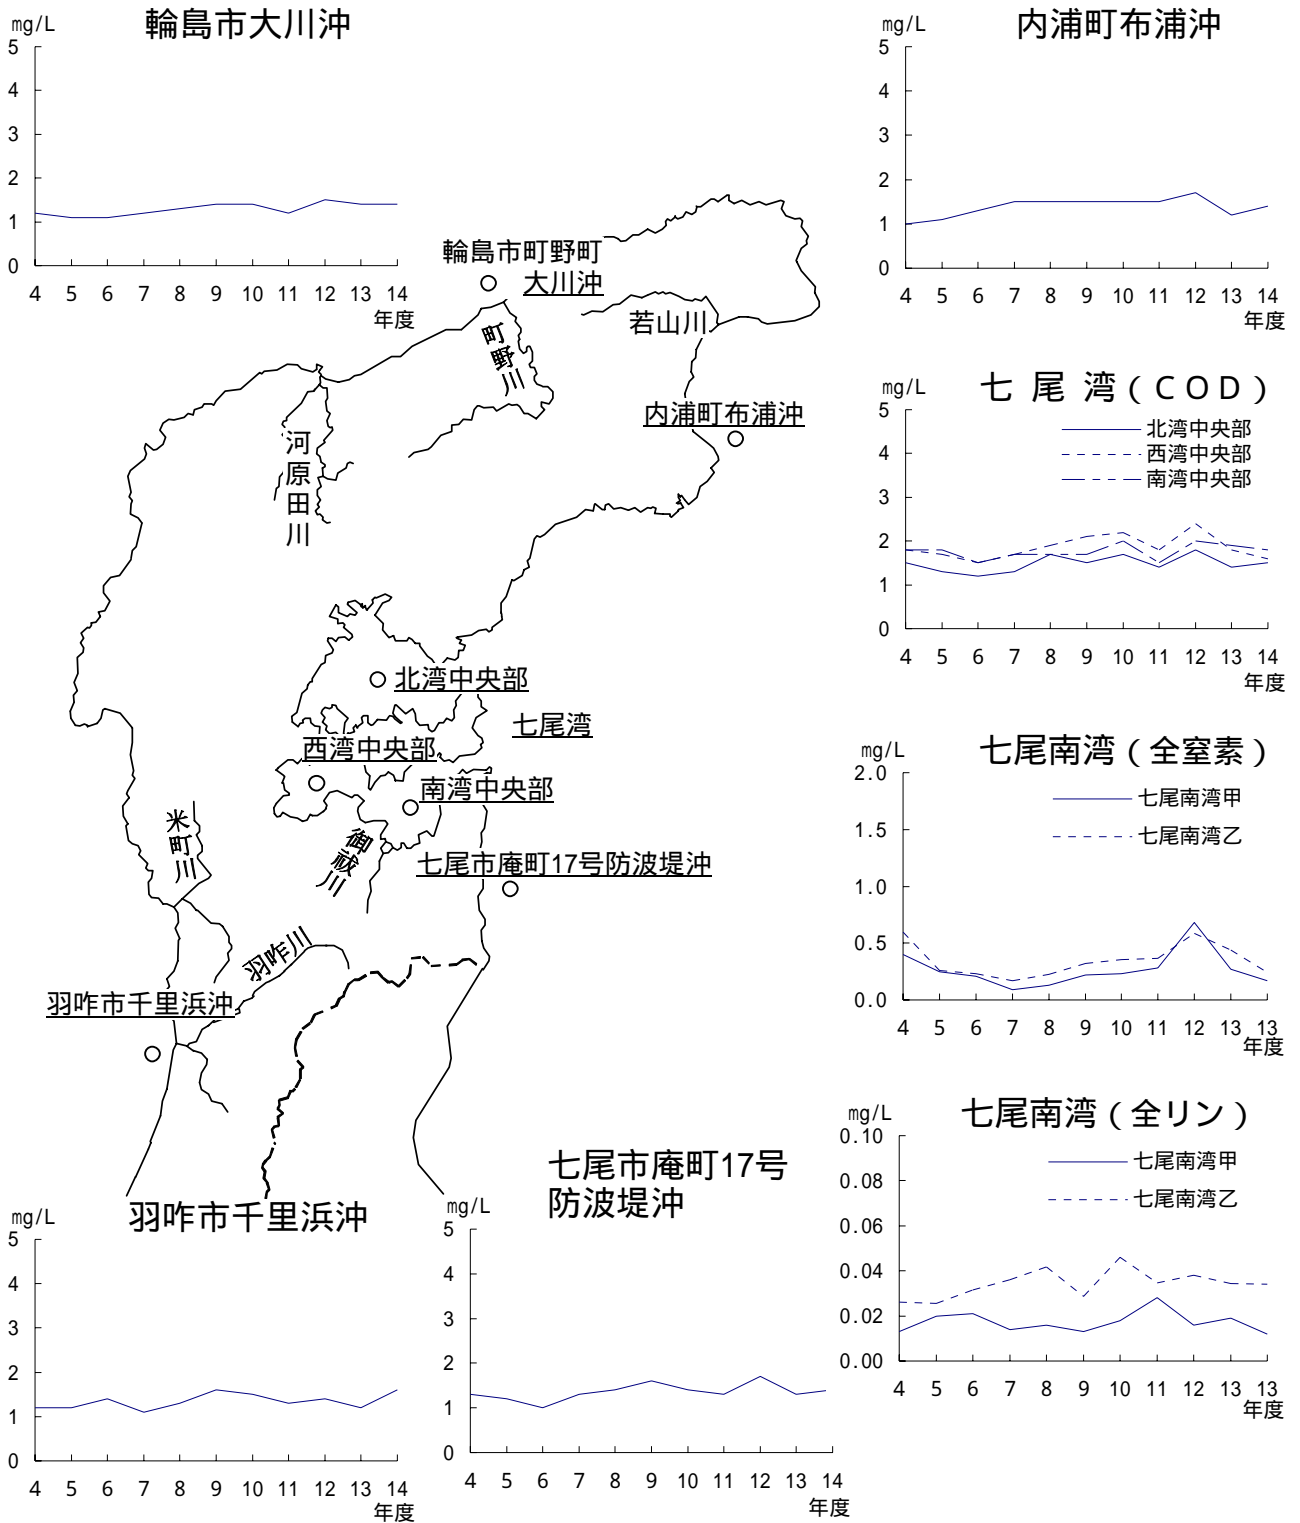 輪島市大川沖
mg/L
5
4
3
2
1
0
4 5 6 7 8 9 10 11 12 13 14
年度
内浦町布浦沖
mg/L
5
4
3
2
1
0
4 5 6 7 8 9 10 11 12 13 14
年度
輪島市町野町
大川沖
若山川
町野川
内浦町布浦沖
河原田川
北湾中央部
七尾湾
西湾中央部
南湾中央部
米町川
御祓川
七尾市庵町17号防波堤沖
羽咋川
羽咋市千里浜沖
七 尾 湾（ＣＯＤ）
mg/L
北湾中央部
西湾中央部
南湾中央部
5
4
3
2
1
0
4 5 6 7 8 9 10 11 12 13 14
年度
七尾南湾（全窒素）
mg/L
七尾南湾甲
七尾南湾乙
2.0
1.5
1.0
0.5
0.0
4 5 6 7 8 9 10 11 12 13 13
年度
七尾南湾（全リン）
mg/L
七尾南湾甲
七尾南湾乙
0.10
0.08
0.06
0.04
0.02
0.00
4 5 6 7 8 9 10 11 12 13 13
年度
羽咋市千里浜沖
mg/L
5
4
3
2
1
0
4 5 6 7 8 9 10 11 12 13 14
年度
七尾市庵町17号
防波堤沖
mg/L
5
4
3
2
1
0
4 5 6 7 8 9 10 11 12 13 14
年度